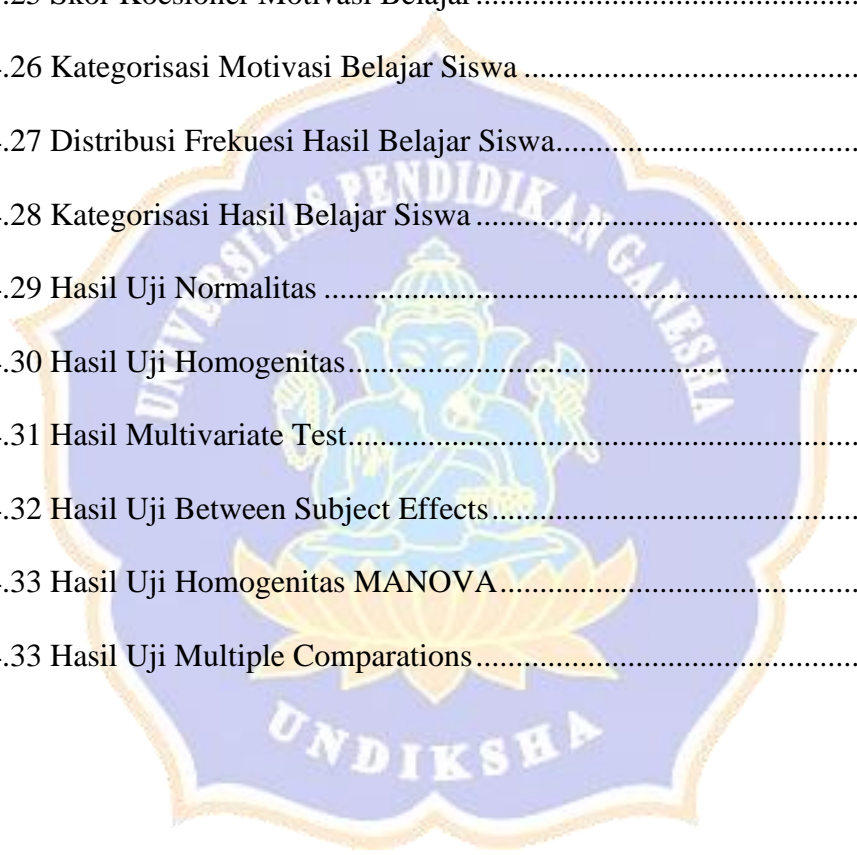 .25 Skor Koesioner Motivasi Belajar
.26 Kategorisasi Motivasi Belajar Siswa
.27 Distribusi Frekuesi Hasil Belajar Siswa
.28 Kategorisasi Hasil Belajar Siswa
.29 Hasil Uji Normalitas
.30 Hasil Uji Homogenitas
.31 Hasil Multivariate Test
.32 Hasil Uji Between Subject Effects
.33 Hasil Uji Homogenitas MANOVA
.33 Hasil Uji Multiple Comparations
UNIVERSITAS PENDIDIKAN GANESHA
UNDIKSHA